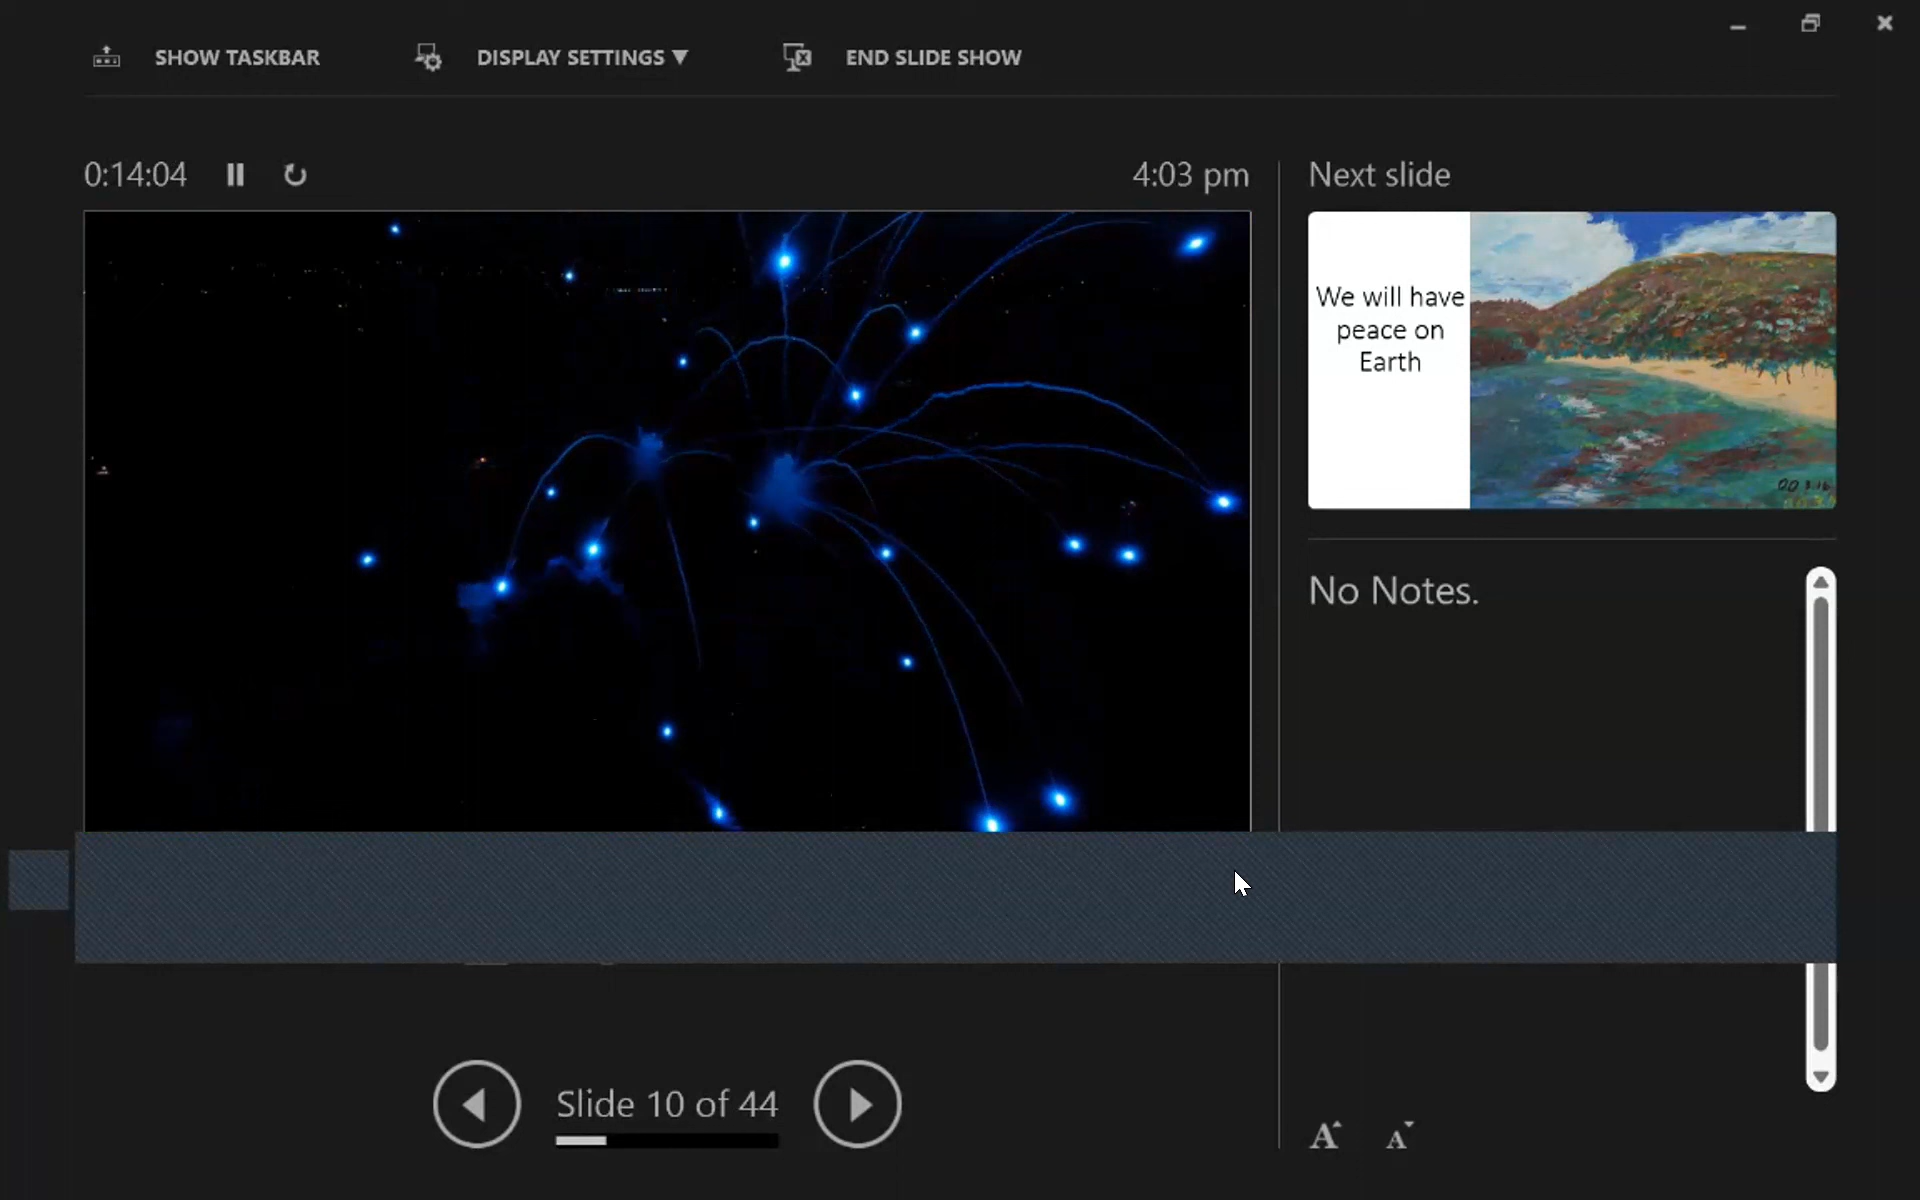 SHOW TASKBAR
DISPLAY SETTINGS ▼
END SLIDE SHOW
0:14:04
4:03 pm
Next slide
We will have
peace on
Earth
No Notes.
Slide 10 of 44
A
A